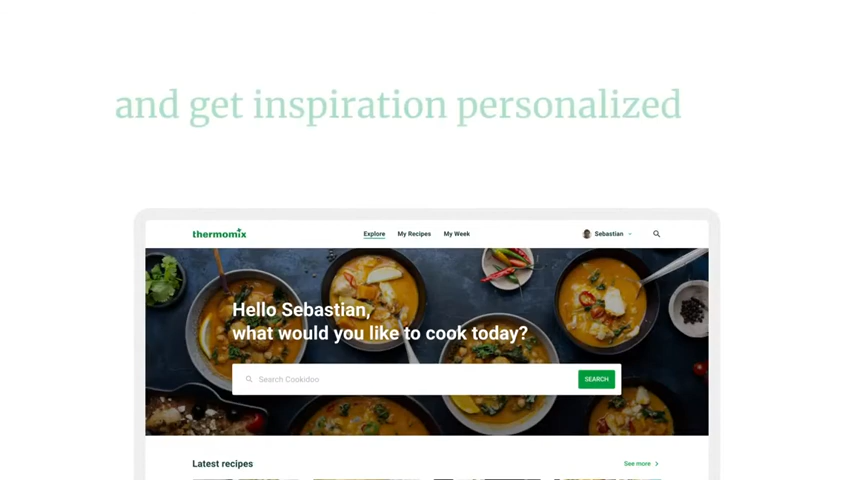 and get inspiration personalized
thermomix
Explore My Recipes My Week
Sebastian
Hello Sebastian,
what would you like to cook today?
Search Cookidoo
SEARCH
Latest recipes
See more